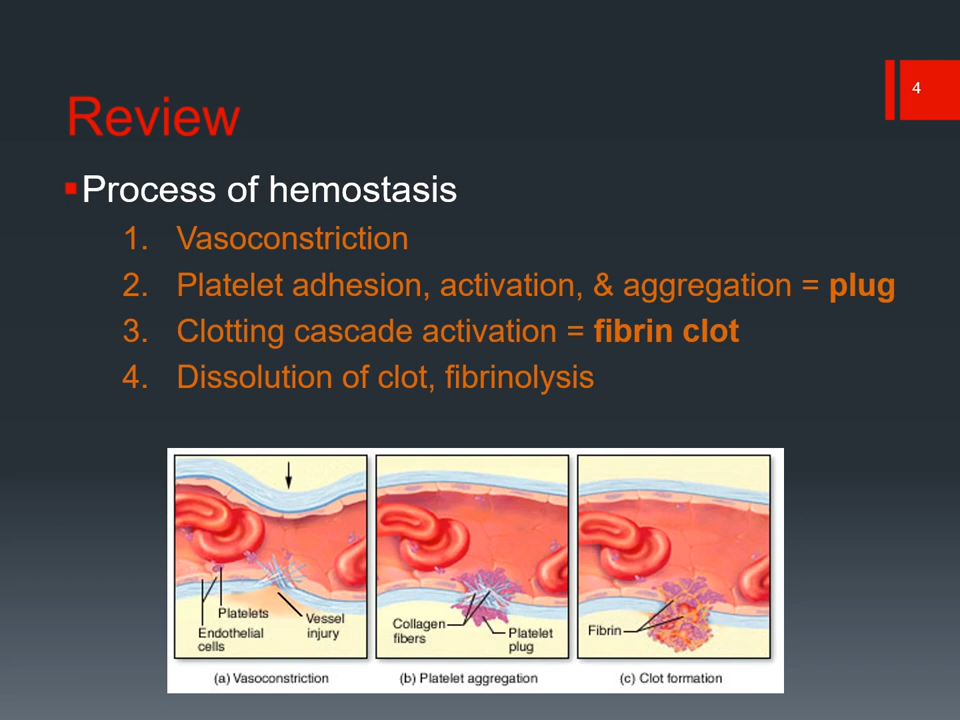 4
Review
Process of hemostasis
1. Vasoconstriction
2. Platelet adhesion, activation, & aggregation = plug
3. Clotting cascade activation = fibrin clot
4. Dissolution of clot, fibrinolysis
Platelets
Endothelial
cells
Vessel
injury
Collagen
fibers
Platelet
plug
Fibrin
(a) Vasoconstriction
(b) Platelet aggregation
(c) Clot formation